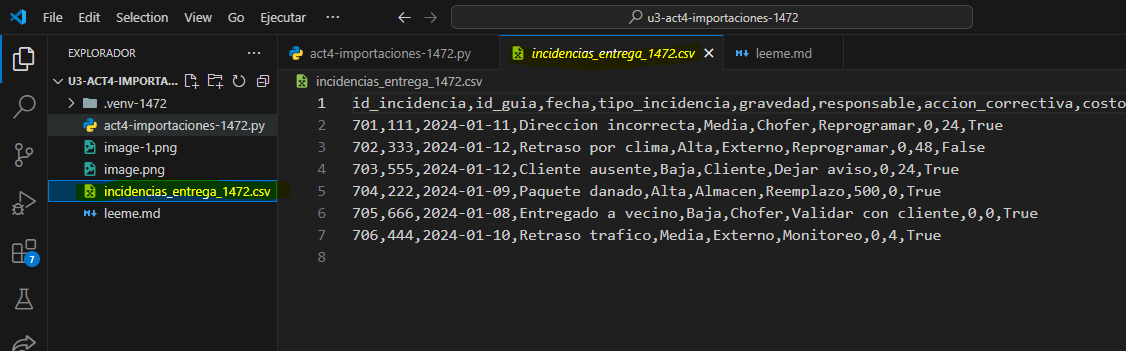 File Edit Selection View Go Ejecutar ... u3-act4-importaciones-1472
EXPLORADOR ...
U3-ACT4-IMPORTA...
.venv-1472
act4-importaciones-1472.py
image-1.png
image.png
incidencias_entrega_1472.csv
leeme.md
7
act4-importaciones-1472.py incidencias_entrega_1472.csv leeme.md
incidencias_entrega_1472.csv
1 id_incidencia,id_guia,fecha,tipo_incidencia,gravedad,responsable,accion_correctiva,costo
2 701,111,2024-01-11,Direccion incorrecta,Media,Chofer,Reprogramar,0,24,True
3 702,333,2024-01-12,Retraso por clima,Alta,Externo,Reprogramar,0,48,False
4 703,555,2024-01-12,Cliente ausente,Baja,Cliente,Dejar aviso,0,24,True
5 704,222,2024-01-09,Paquete danado,Alta,Almacen,Reemplazo,500,0,True
6 705,666,2024-01-08,Entregado a vecino,Baja,Chofer,Validar con cliente,0,0,True
7 706,444,2024-01-10,Retraso trafico,Media,Externo,Monitoreo,0,4,True
8